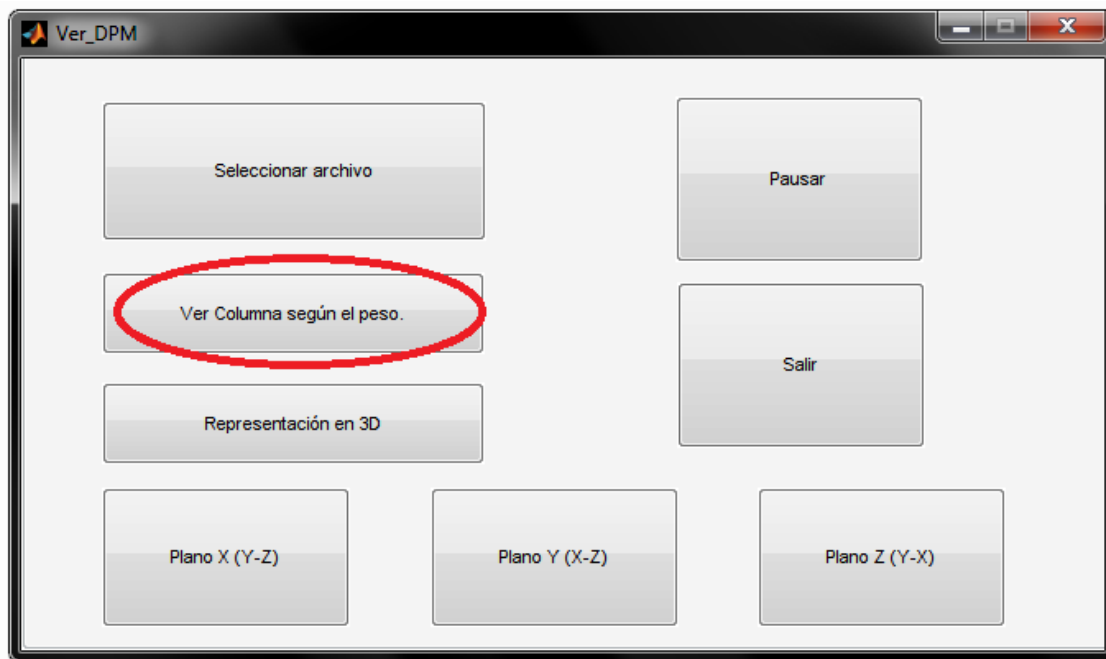 Ver_DPM
Seleccionar archivo
Pausar
Ver Columna según el peso.
Salir
Representación en 3D
Plano X (Y-Z)
Plano Y (X-Z)
Plano Z (Y-X)